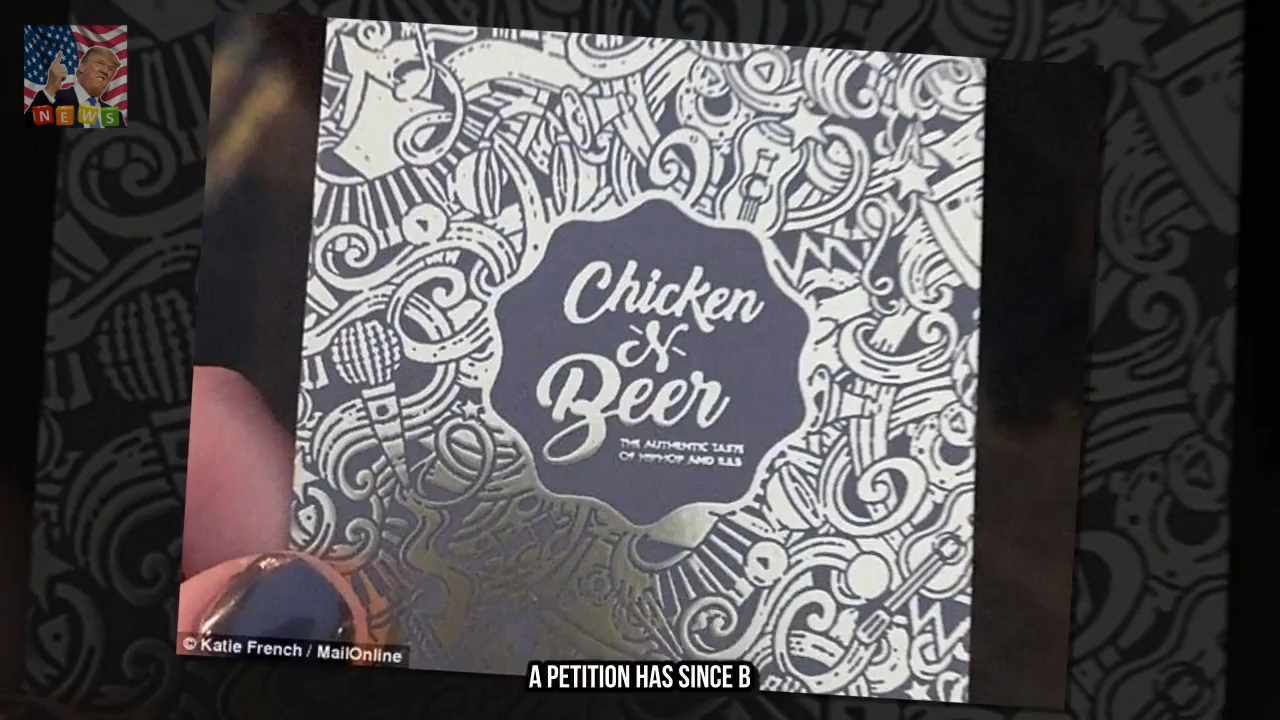 NEWS
Chicken
N
Beer
THE AUTHENTIC TASTE
OF HIPHOP AND R&B
© Katie French / MailOnline
A PETITION HAS SINCE B